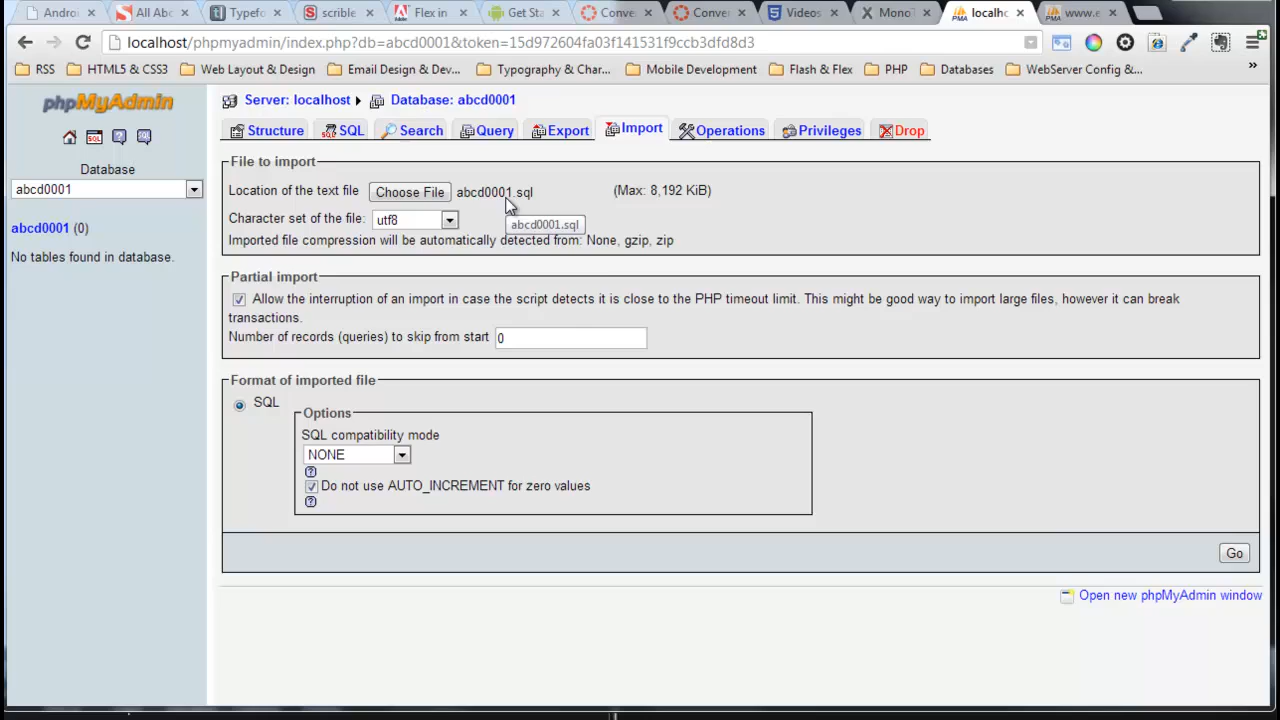 Andro
All Abo
Typefo
scrible
Flex in
Get Sta
Conve
Conver
Videos
MonoT
localho
www.e
localhost/phpmyadmin/index.php?db=abcd0001&token=15d972604fa03f141531f9ccb3dfd8d3
RSS
HTML5 & CSS3
Web Layout & Design
Email Design & Dev...
Typography & Char...
Mobile Development
Flash & Flex
PHP
Databases
WebServer Config &...
»
phpMyAdmin
Database
abcd0001
abcd0001 (0)
No tables found in database.
Server: localhost
Database: abcd0001
Structure
SQL
Search
Query
Export
Import
Operations
Privileges
Drop
File to import
Location of the text file Choose File abcd0001.sql (Max: 8,192 KiB)
Character set of the file: utf8
abcd0001.sql
Imported file compression will be automatically detected from: None, gzip, zip
Partial import
Allow the interruption of an import in case the script detects it is close to the PHP timeout limit. This might be good way to import large files, however it can break
transactions.
Number of records (queries) to skip from start 0
Format of imported file
SQL
Options
SQL compatibility mode
NONE
Do not use AUTO_INCREMENT for zero values
Go
Open new phpMyAdmin window